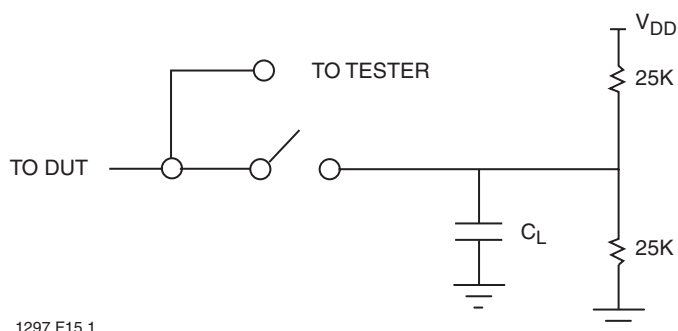 V_DD
TO TESTER
25K
TO DUT
C_L
25K
1297 F15.1